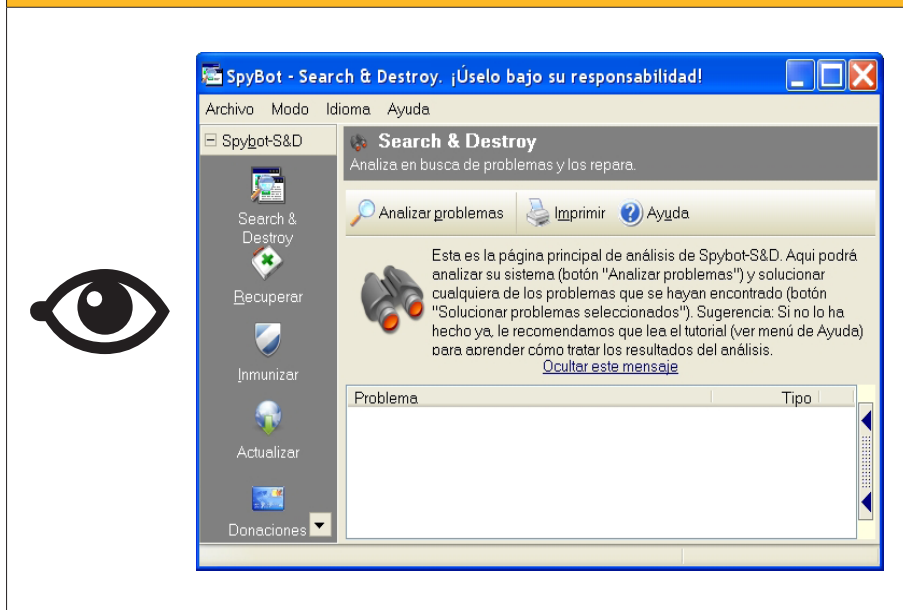 SpyBot - Search & Destroy. ¡Úselo bajo su responsabilidad!
Archivo Modo Idioma Ayuda
Spybot-S&D
Search &
Destroy
Recuperar
Inmunizar
Actualizar
Donaciones
Search & Destroy
Analiza en busca de problemas y los repara.
Analizar problemas Imprimir Ayuda
Esta es la página principal de análisis de Spybot-S&D. Aqui podrá
analizar su sistema (botón "Analizar problemas") y solucionar
cualquiera de los problemas que se hayan encontrado (botón
"Solucionar problemas seleccionados"). Sugerencia: Si no lo ha
hecho ya, le recomendamos que lea el tutorial (ver menú de Ayuda)
para aprender cómo tratar los resultados del análisis.
Ocultar este mensaje
Problema Tipo